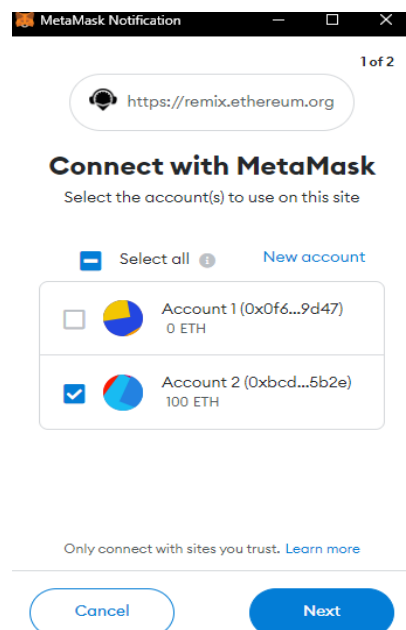 MetaMask Notification
1 of 2
https://remix.ethereum.org
Connect with MetaMask
Select the account(s) to use on this site
Select all New account
Account 1 (0x0f6...9d47)
0 ETH
Account 2 (0xbcd...5b2e)
100 ETH
Only connect with sites you trust. Learn more
Cancel Next